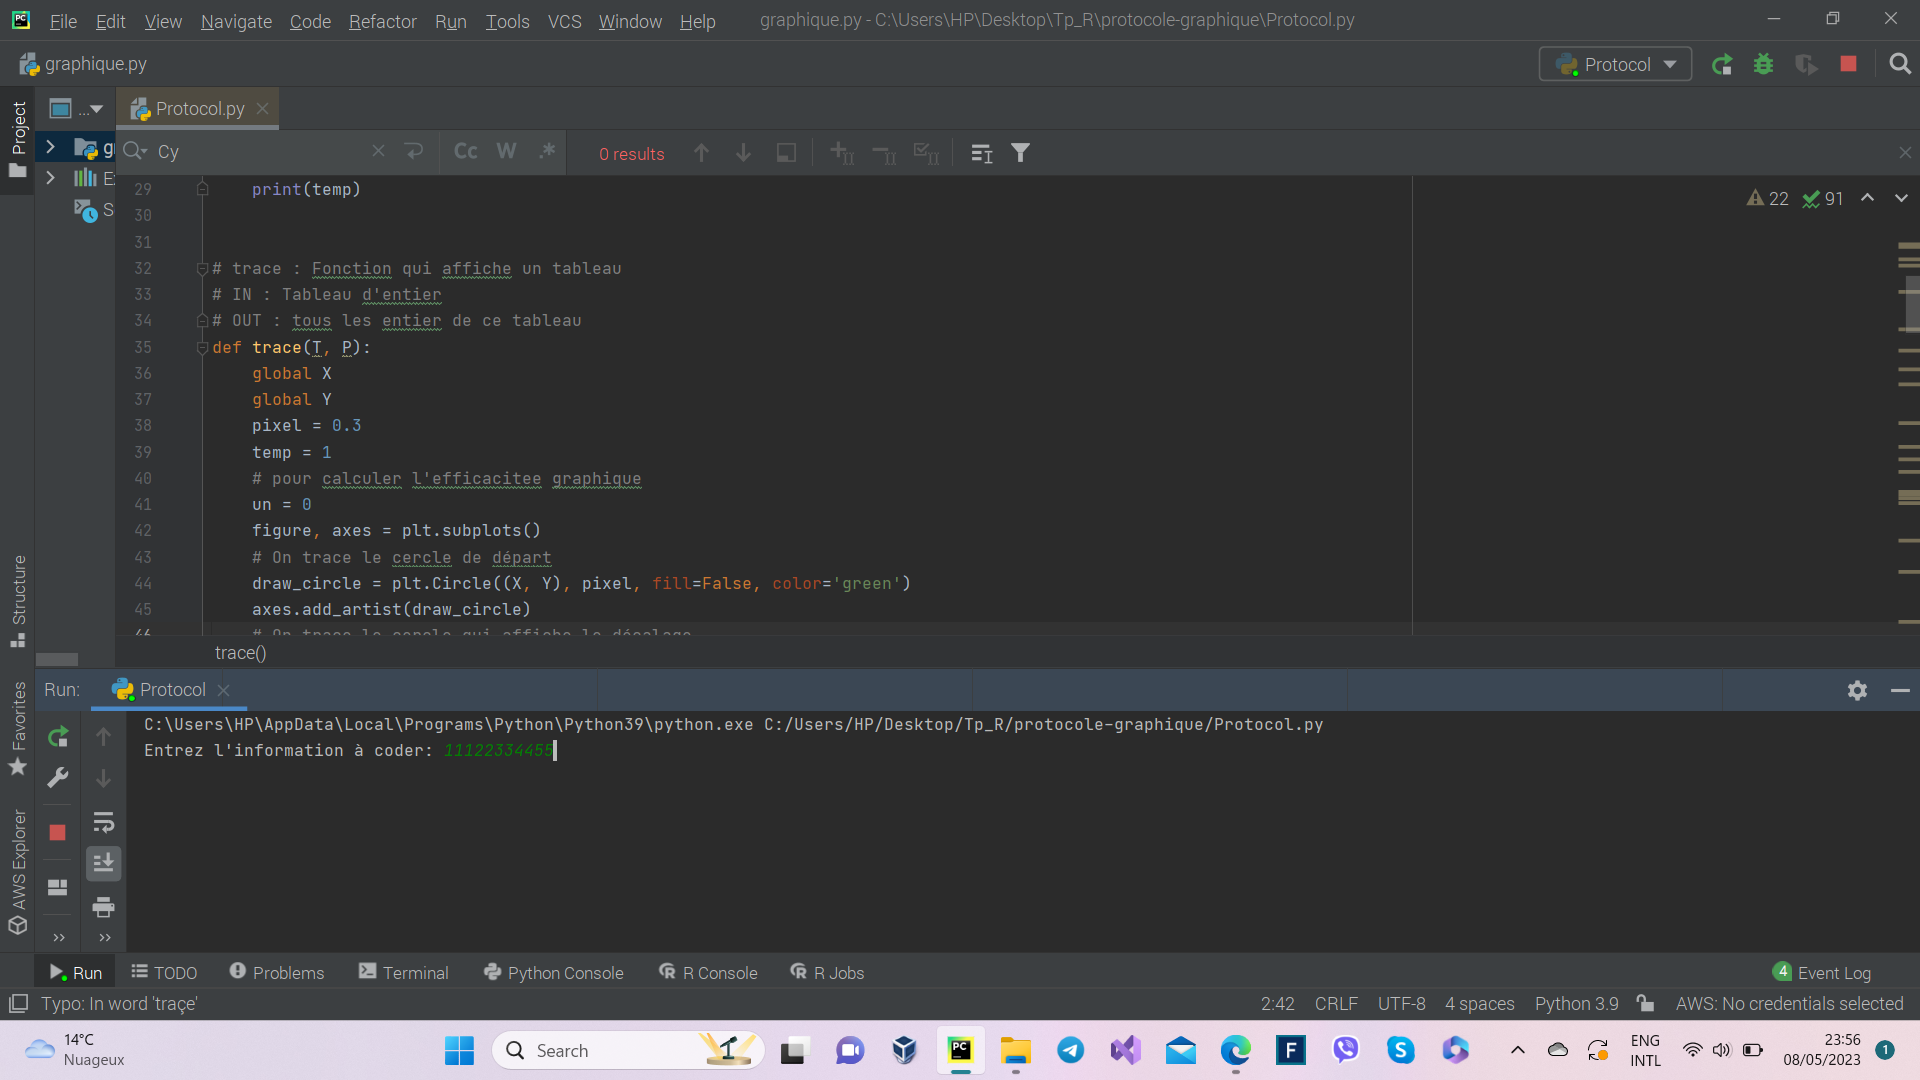 File Edit View Navigate Code Refactor Run Tools VCS Window Help graphique.py - C:\Users\HP\Desktop\Tp_R\protocole-graphique\Protocol.py
graphique.py
Protocol
Project
...
Protocol.py
Cy
Cc W .*
0 results
29 print(temp)
22 91
30
31
32 # trace : Fonction qui affiche un tableau
33 # IN : Tableau d'entier
34 # OUT : tous les entier de ce tableau
35 def trace(T, P):
36 global X
37 global Y
38 pixel = 0.3
39 temp = 1
40 # pour calculer l'efficacitee graphique
41 un = 0
42 figure, axes = plt.subplots()
43 # On trace le cercle de départ
44 draw_circle = plt.Circle((X, Y), pixel, fill=False, color='green')
45 axes.add_artist(draw_circle)
46 # On trace le cercle qui affiche le décalage
trace()
Structure
Favorites
AWS Explorer
Run: Protocol
C:\Users\HP\AppData\Local\Programs\Python\Python39\python.exe C:/Users/HP/Desktop/Tp_R/protocole-graphique/Protocol.py
Entrez l'information à coder: 11122334455
Run TODO Problems Terminal Python Console R Console R Jobs 4 Event Log
Typo: In word 'traçe' 2:42 CRLF UTF-8 4 spaces Python 3.9 AWS: No credentials selected
14°C
Nuageux
Search
ENG
INTL
23:56
08/05/2023
1